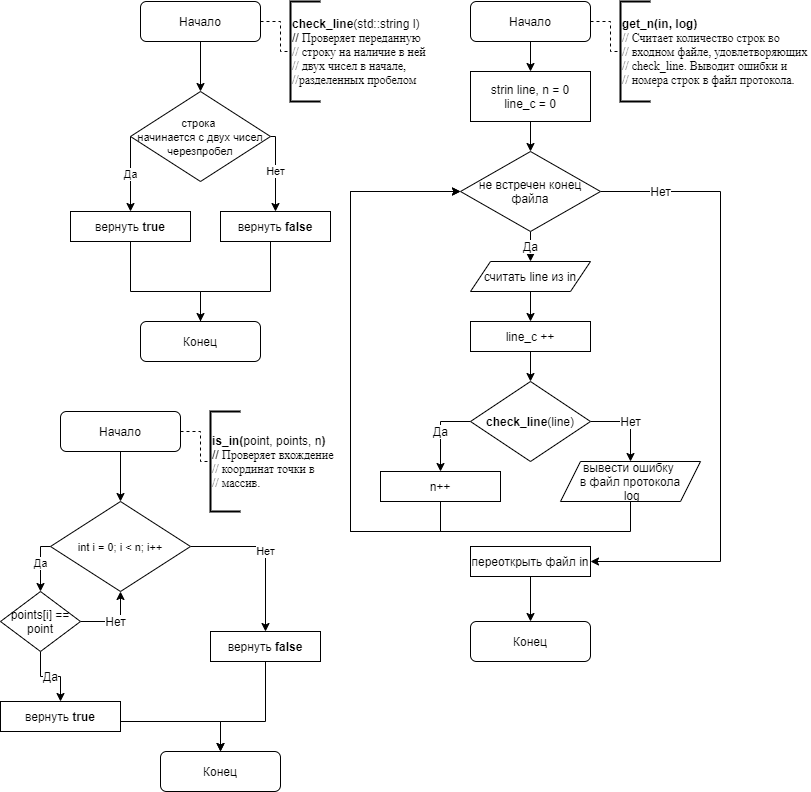 Начало
check_line(std::string l)
// Проверяет переданную
// строку на наличие в ней
// двух чисел в начале,
//разделенных пробелом
строка
начинается с двух чисел
черезпробел
Да
Нет
вернуть true
вернуть false
Конец
Начало
get_n(in, log)
// Считает количество строк во
// входном файле, удовлетворяющих
// check_line. Выводит ошибки и
// номера строк в файл протокола.
strin line, n = 0
line_c = 0
не встречен конец
файла
Нет
Да
считать line из in
line_c ++
check_line(line)
Да
Нет
n++
вывести ошибку
в файл протокола
log
переоткрыть файл in
Конец
Начало
is_in(point, points, n)
// Проверяет вхождение
// координат точки в
// массив.
int i = 0; i < n; i++
Да
Нет
points[i] ==
point
Нет
Да
вернуть false
вернуть true
Конец